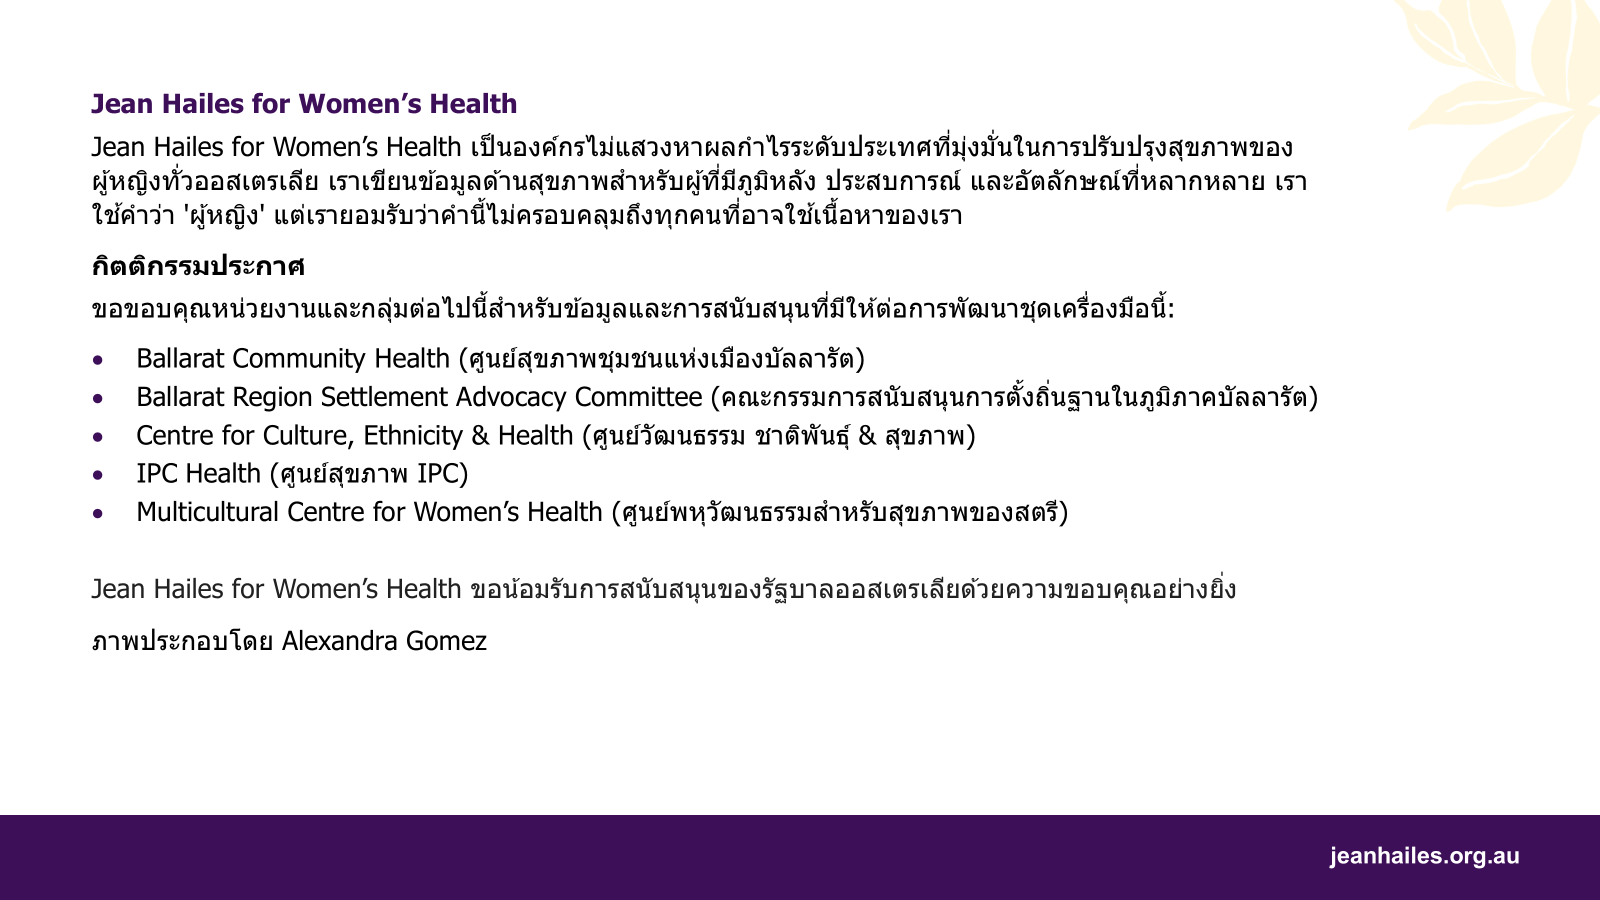 Jean Hailes for Women’s Health
Jean Hailes for Women’s Health เป็นองค์กรไม่แสวงหาผลกำไรระดับประเทศที่มุ่งมั่นในการปรับปรุงสุขภาพของ
ผู้หญิงทั่วออสเตรเลีย เราเขียนข้อมูลด้านสุขภาพสำหรับผู้ที่มีภูมิหลัง ประสบการณ์ และอัตลักษณ์ที่หลากหลาย เรา
ใช้คำว่า 'ผู้หญิง' แต่เรายอมรับว่าคำนี้ไม่ครอบคลุมถึงทุกคนที่อาจใช้เนื้อหาของเรา
กิตติกรรมประกาศ
ขอขอบคุณหน่วยงานและกลุ่มต่อไปนี้สำหรับข้อมูลและการสนับสนุนที่มีให้ต่อการพัฒนาชุดเครื่องมือนี้:
• Ballarat Community Health (ศูนย์สุขภาพชุมชนแห่งเมืองบัลลารัต)
• Ballarat Region Settlement Advocacy Committee (คณะกรรมการสนับสนุนการตั้งถิ่นฐานในภูมิภาคบัลลารัต)
• Centre for Culture, Ethnicity & Health (ศูนย์วัฒนธรรม ชาติพันธุ์ & สุขภาพ)
• IPC Health (ศูนย์สุขภาพ IPC)
• Multicultural Centre for Women’s Health (ศูนย์พหุวัฒนธรรมสำหรับสุขภาพของสตรี)
Jean Hailes for Women’s Health ขอน้อมรับการสนับสนุนของรัฐบาลออสเตรเลียด้วยความขอบคุณอย่างยิ่ง
ภาพประกอบโดย Alexandra Gomez
jeanhailes.org.au